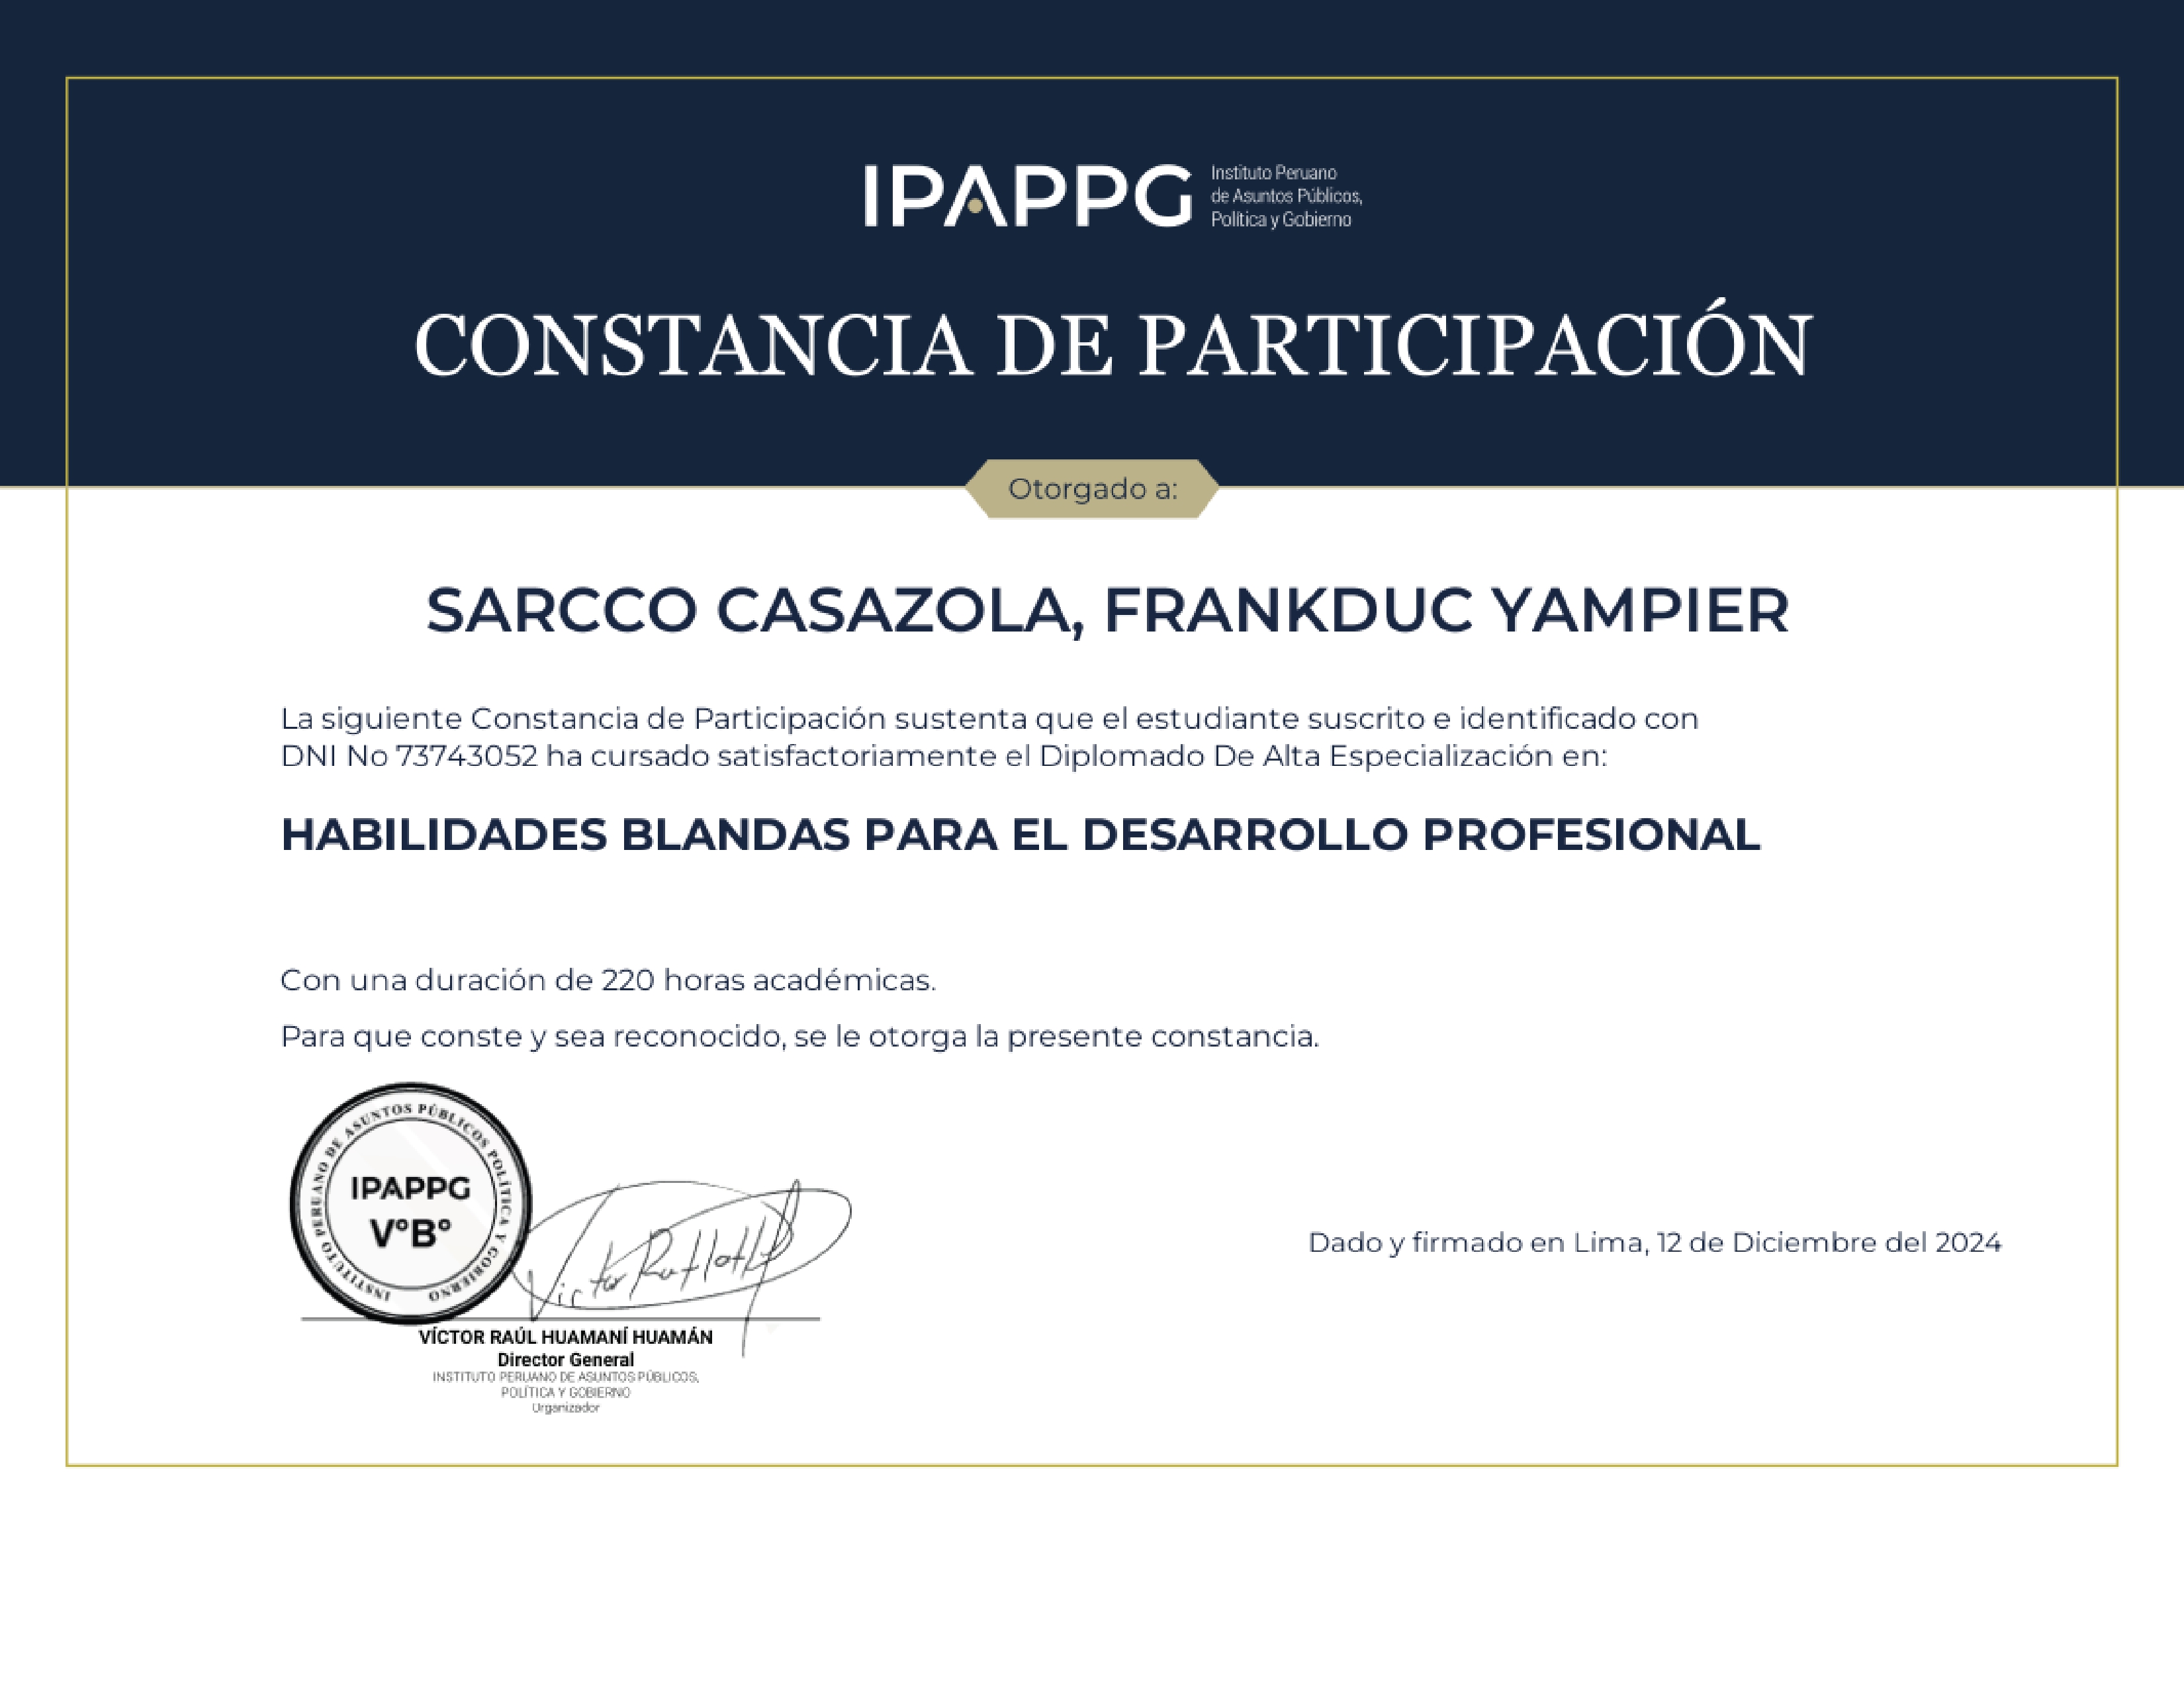 IPAPPG
Instituto Peruano
de Asuntos Públicos,
Política y Gobierno
CONSTANCIA DE PARTICIPACIÓN
Otorgado a:
SARCCO CASAZOLA, FRANKDUC YAMPIER
La siguiente Constancia de Participación sustenta que el estudiante suscrito e identificado con
DNI No 73743052 ha cursado satisfactoriamente el Diplomado De Alta Especialización en:
HABILIDADES BLANDAS PARA EL DESARROLLO PROFESIONAL
Con una duración de 220 horas académicas.
Para que conste y sea reconocido, se le otorga la presente constancia.
INSTITUTO PERUANO DE ASUNTOS PÚBLICOS POLÍTICA Y GOBIERNO
IPAPPG
V°B°
Dado y firmado en Lima, 12 de Diciembre del 2024
VÍCTOR RAÚL HUAMANÍ HUAMÁN
Director General
INSTITUTO PERUANO DE ASUNTOS PÚBLICOS,
POLÍTICA Y GOBIERNO
Organizador